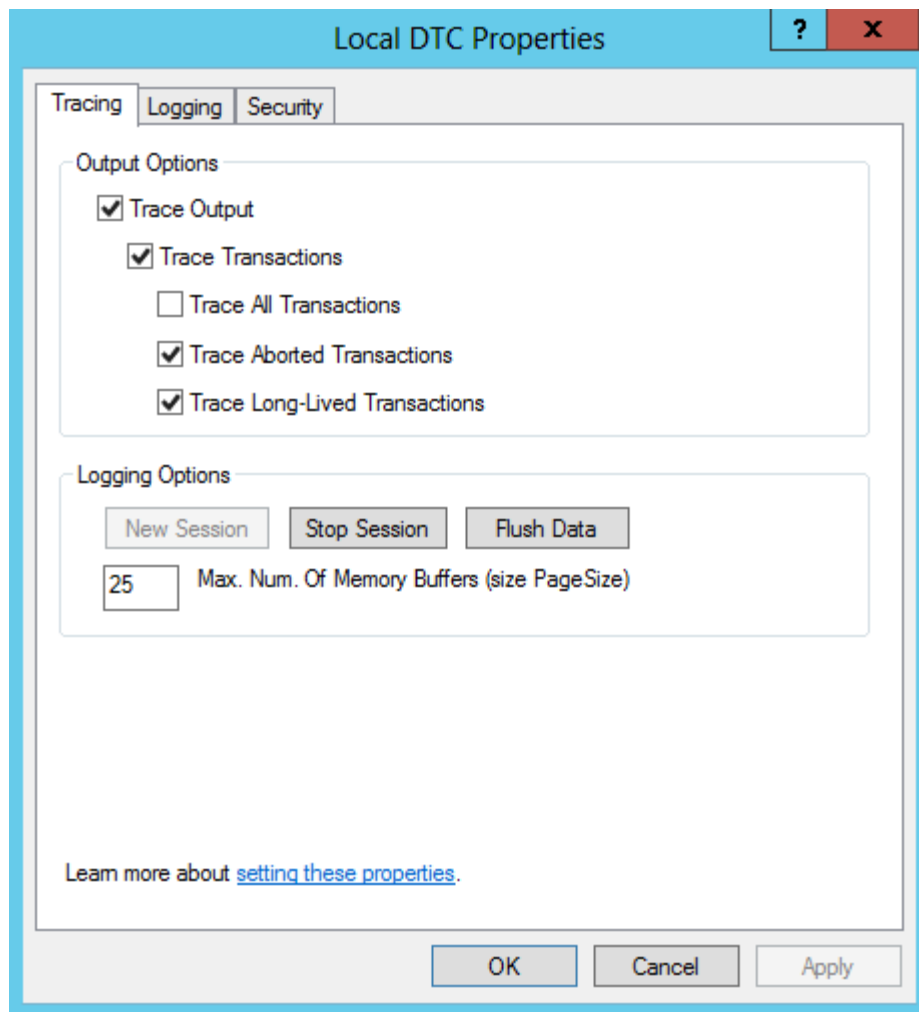 Local DTC Properties
?
x
Tracing
Logging
Security
Output Options
Trace Output
Trace Transactions
Trace All Transactions
Trace Aborted Transactions
Trace Long-Lived Transactions
Logging Options
New Session
Stop Session
Flush Data
25
Max. Num. Of Memory Buffers (size PageSize)
Learn more about setting these properties.
OK
Cancel
Apply